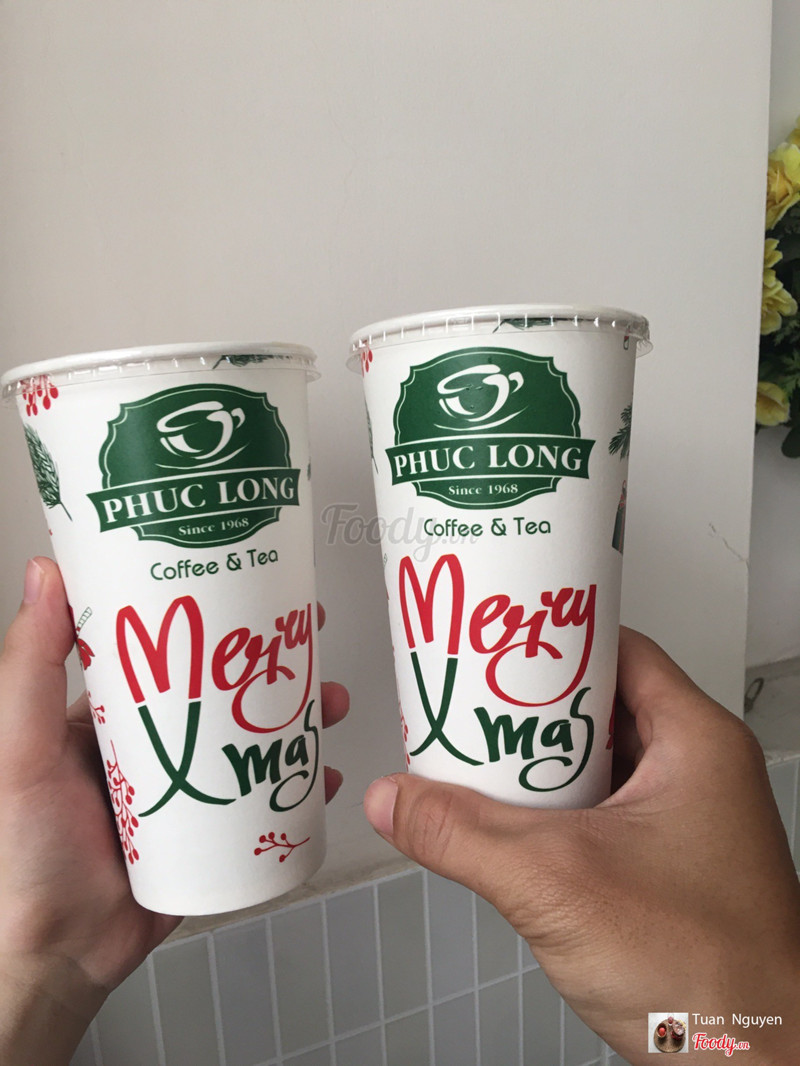 PHUC LONG
Since 1968
Coffee & Tea
Merry
Xmas
PHUC LONG
Since 1968
Coffee & Tea
Merry
Xmas
Foody.vn
Tuan Nguyen
Foody.vn